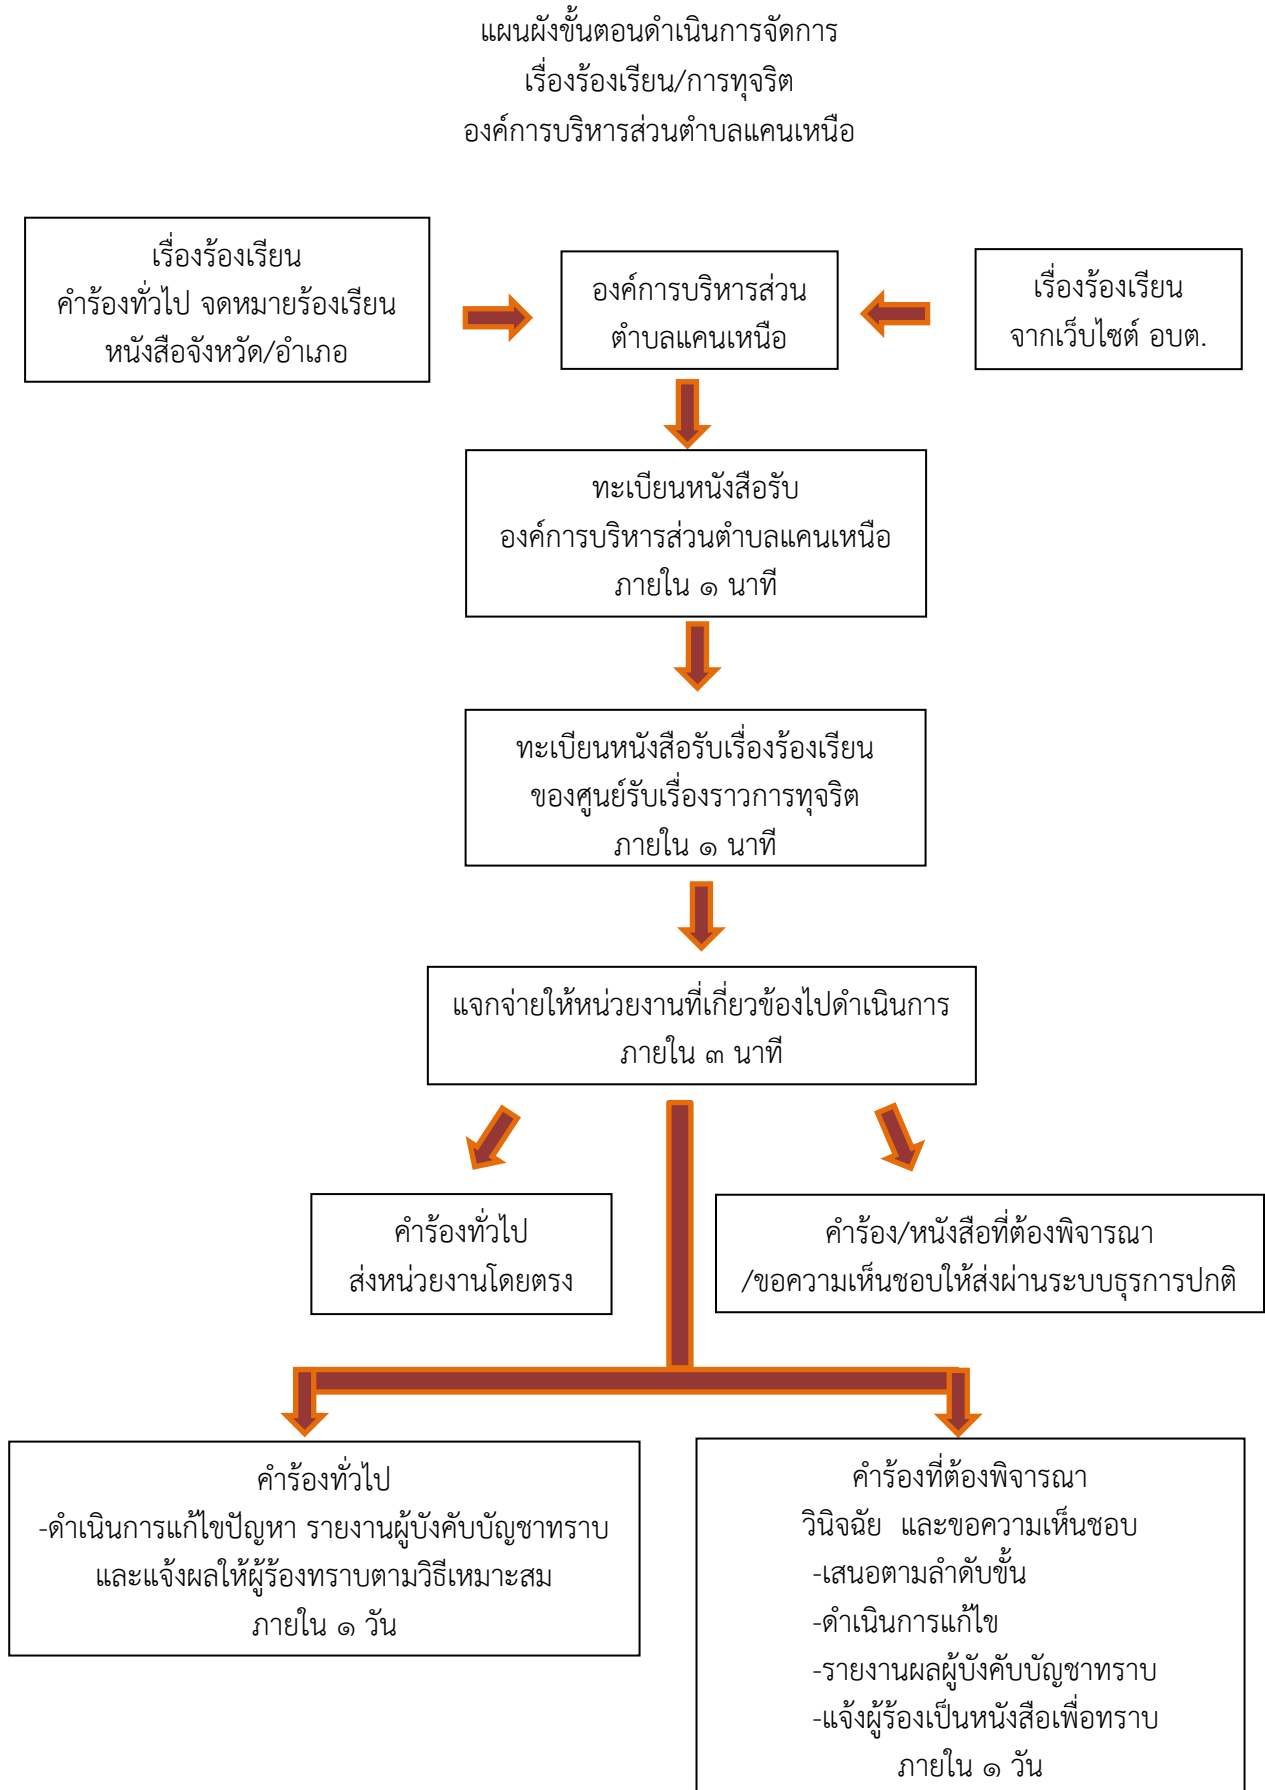 แผนผังขั้นตอนดำเนินการจัดการ
เรื่องร้องเรียน/การทุจริต
องค์การบริหารส่วนตำบลแคนเหนือ
เรื่องร้องเรียน
คำร้องทั่วไป จดหมายร้องเรียน
หนังสือจังหวัด/อำเภอ
องค์การบริหารส่วน
ตำบลแคนเหนือ
เรื่องร้องเรียน
จากเว็บไซต์ อบต.
ทะเบียนหนังสือรับ
องค์การบริหารส่วนตำบลแคนเหนือ
ภายใน ๑ นาที
ทะเบียนหนังสือรับเรื่องร้องเรียน
ของศูนย์รับเรื่องราวการทุจริต
ภายใน ๑ นาที
แจกจ่ายให้หน่วยงานที่เกี่ยวข้องไปดำเนินการ
ภายใน ๓ นาที
คำร้องทั่วไป
ส่งหน่วยงานโดยตรง
คำร้อง/หนังสือที่ต้องพิจารณา
/ขอความเห็นชอบให้ส่งผ่านระบบธุรการปกติ
คำร้องทั่วไป
-ดำเนินการแก้ไขปัญหา รายงานผู้บังคับบัญชาทราบ
และแจ้งผลให้ผู้ร้องทราบตามวิธีเหมาะสม
ภายใน ๑ วัน
คำร้องที่ต้องพิจารณา
วินิจฉัย และขอความเห็นชอบ
-เสนอตามลำดับขั้น
-ดำเนินการแก้ไข
-รายงานผลผู้บังคับบัญชาทราบ
-แจ้งผู้ร้องเป็นหนังสือเพื่อทราบ
ภายใน ๑ วัน